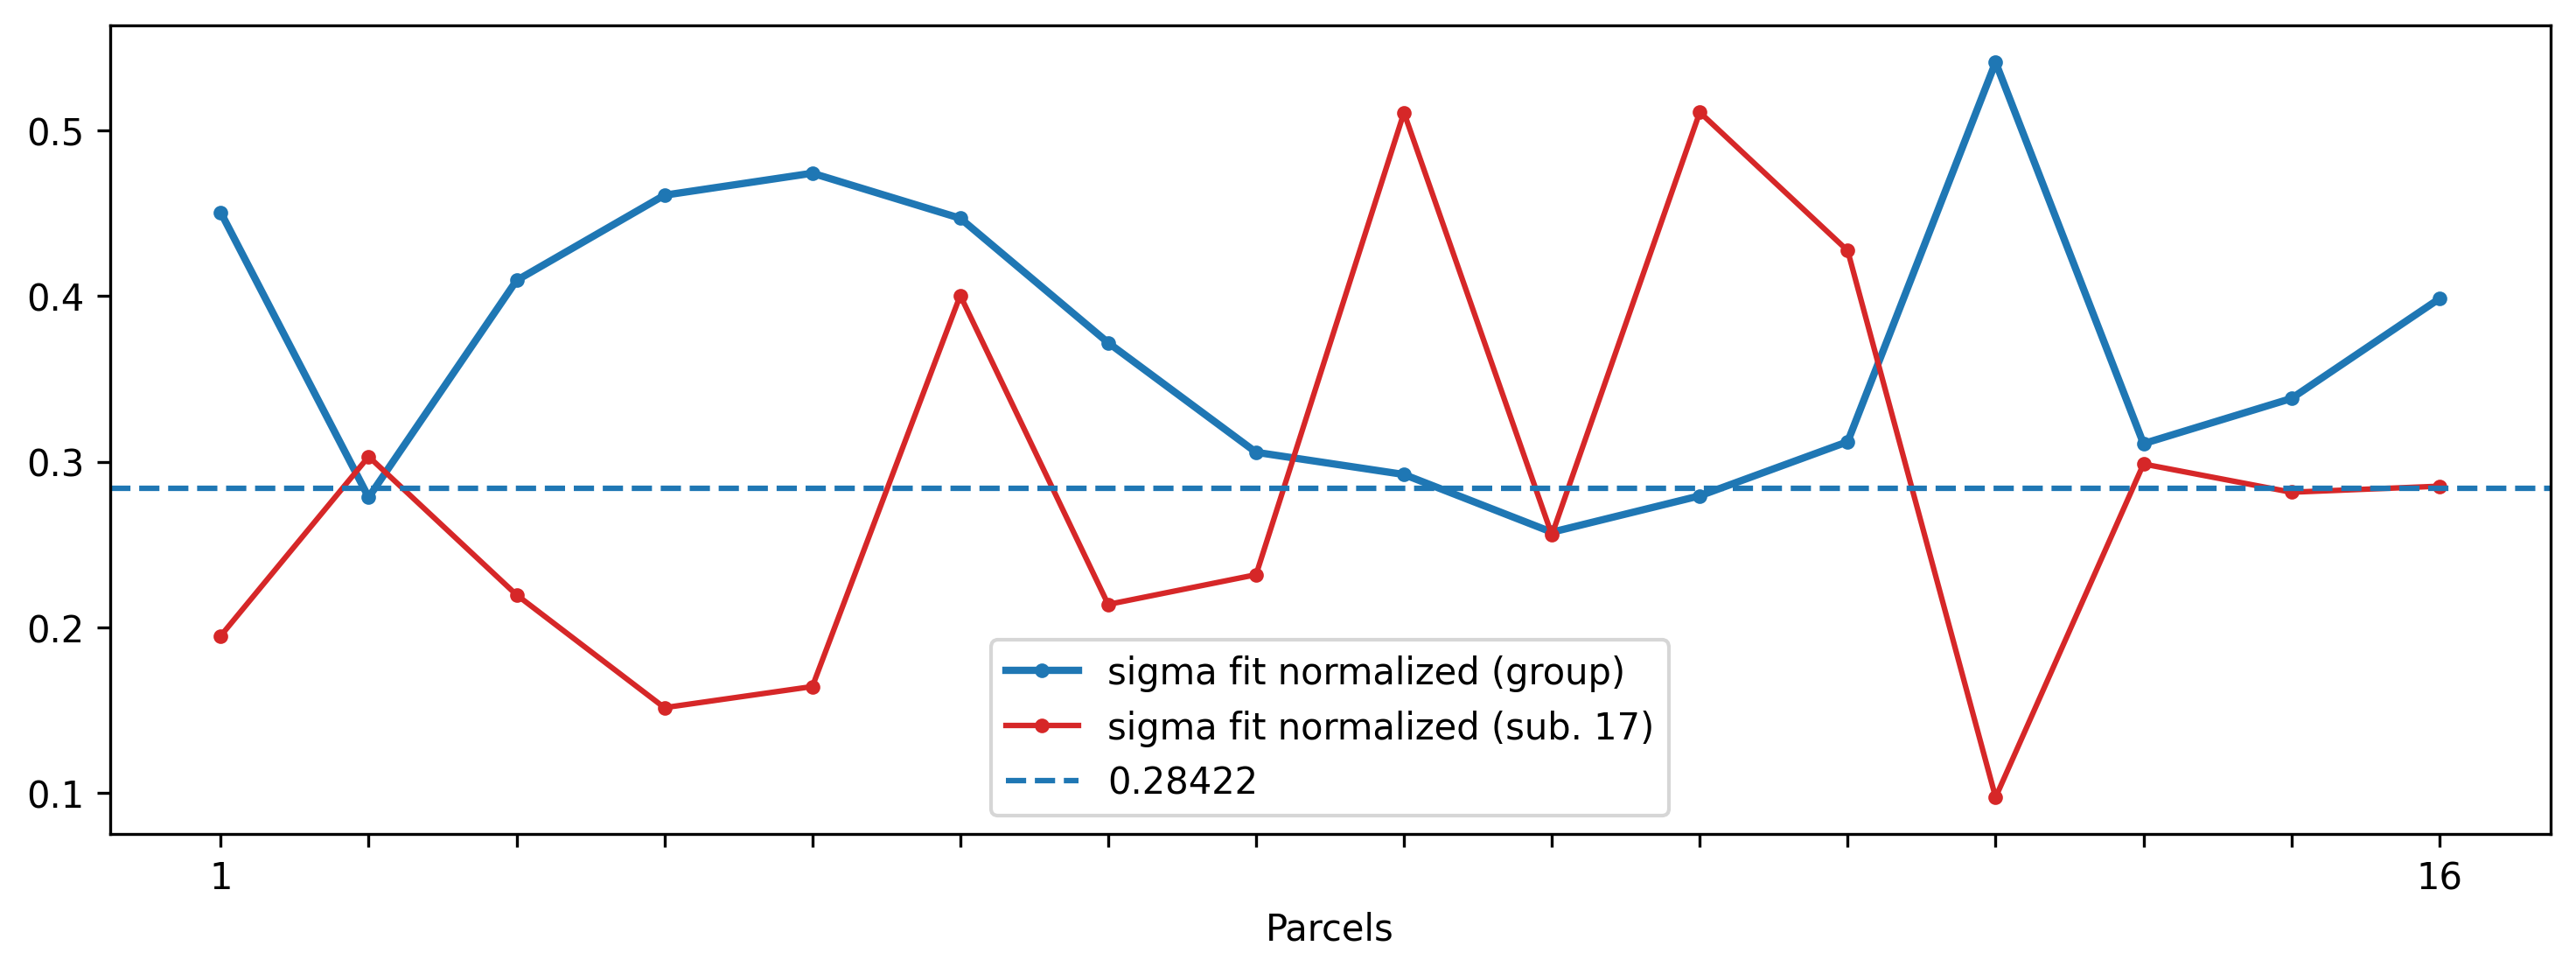 0.5
0.4
0.3
0.2
0.1
sigma fit normalized (group)
sigma fit normalized (sub. 17)
0.28422
1 16
Parcels